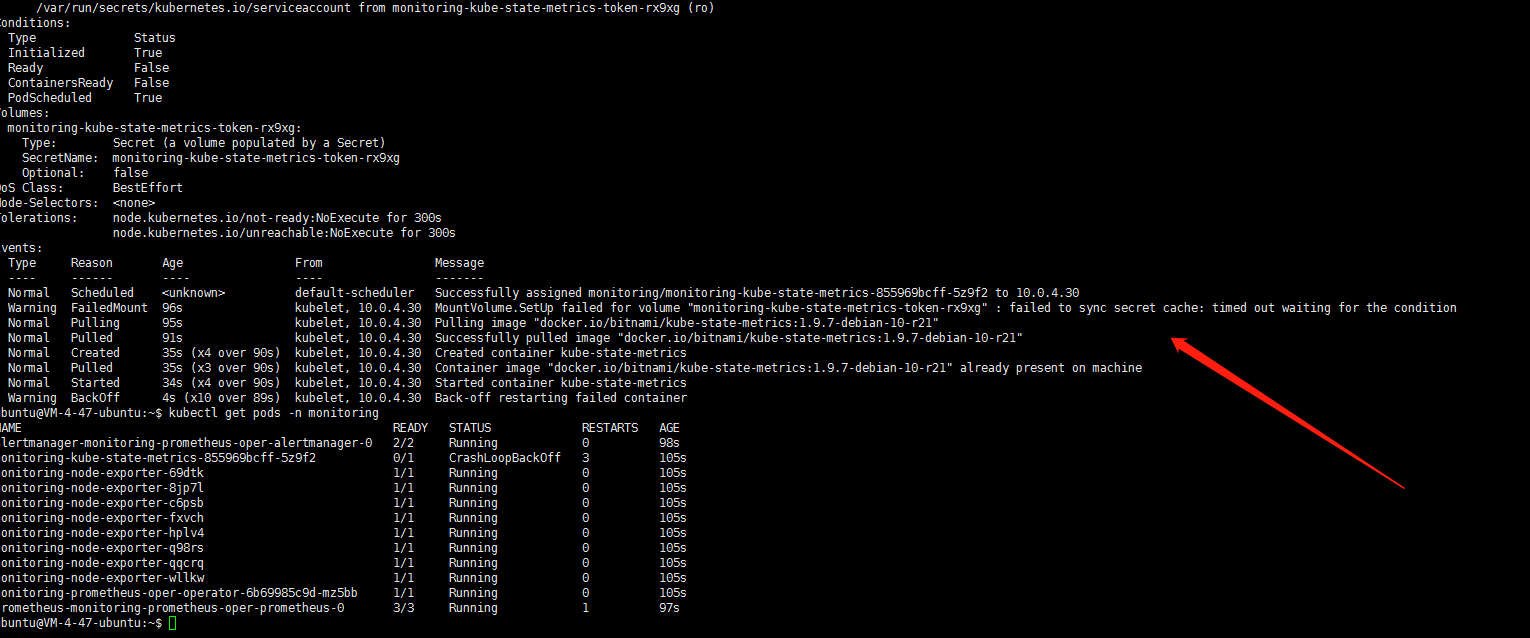 /var/run/secrets/kubernetes.io/serviceaccount from monitoring-kube-state-metrics-token-rx9xg (ro)
onditions:
Type Status
Initialized True
Ready False
ContainersReady False
PodScheduled True
olumes:
monitoring-kube-state-metrics-token-rx9xg:
Type: Secret (a volume populated by a Secret)
SecretName: monitoring-kube-state-metrics-token-rx9xg
Optional: false
oS Class: BestEffort
ode-Selectors: <none>
olerations: node.kubernetes.io/not-ready:NoExecute for 300s
node.kubernetes.io/unreachable:NoExecute for 300s
vents:
Type Reason Age From Message
---- ------ ---- ---- -------
Normal Scheduled <unknown> default-scheduler Successfully assigned monitoring/monitoring-kube-state-metrics-855969bcff-5z9f2 to 10.0.4.30
Warning FailedMount 96s kubelet, 10.0.4.30 MountVolume.SetUp failed for volume "monitoring-kube-state-metrics-token-rx9xg" : failed to sync secret cache: timed out waiting for the condition
Normal Pulling 95s kubelet, 10.0.4.30 Pulling image "docker.io/bitnami/kube-state-metrics:1.9.7-debian-10-r21"
Normal Pulled 91s kubelet, 10.0.4.30 Successfully pulled image "docker.io/bitnami/kube-state-metrics:1.9.7-debian-10-r21"
Normal Created 35s (x4 over 90s) kubelet, 10.0.4.30 Created container kube-state-metrics
Normal Pulled 35s (x3 over 90s) kubelet, 10.0.4.30 Container image "docker.io/bitnami/kube-state-metrics:1.9.7-debian-10-r21" already present on machine
Normal Started 34s (x4 over 90s) kubelet, 10.0.4.30 Started container kube-state-metrics
Warning BackOff 4s (x10 over 89s) kubelet, 10.0.4.30 Back-off restarting failed container
buntu@VM-4-47-ubuntu:~$ kubectl get pods -n monitoring
AME READY STATUS RESTARTS AGE
lertmanager-monitoring-prometheus-oper-alertmanager-0 2/2 Running 0 98s
onitoring-kube-state-metrics-855969bcff-5z9f2 0/1 CrashLoopBackOff 3 105s
onitoring-node-exporter-69dtk 1/1 Running 0 105s
onitoring-node-exporter-8jp7l 1/1 Running 0 105s
onitoring-node-exporter-c6psb 1/1 Running 0 105s
onitoring-node-exporter-fxvch 1/1 Running 0 105s
onitoring-node-exporter-hplv4 1/1 Running 0 105s
onitoring-node-exporter-q98rs 1/1 Running 0 105s
onitoring-node-exporter-qqcrq 1/1 Running 0 105s
onitoring-node-exporter-wllkw 1/1 Running 0 105s
onitoring-prometheus-oper-operator-6b69985c9d-mz5bb 1/1 Running 0 105s
rometheus-monitoring-prometheus-oper-prometheus-0 3/3 Running 1 97s
buntu@VM-4-47-ubuntu:~$